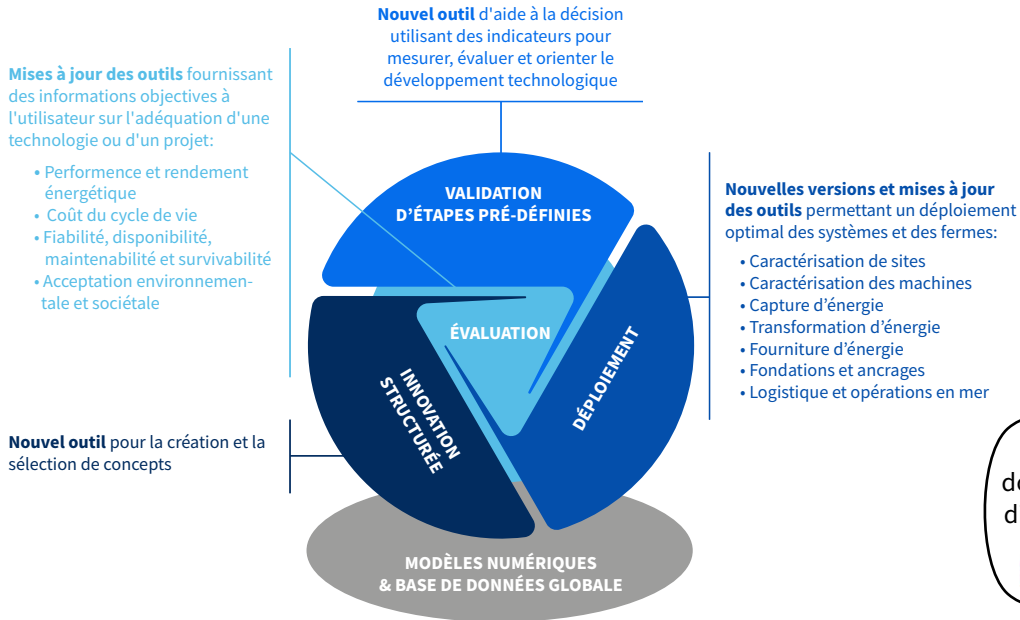 Nouvel outil d'aide à la décision
utilisant des indicateurs pour
mesurer, évaluer et orienter le
développement technologique
Mises à jour des outils fournissant
des informations objectives à
l'utilisateur sur l'adéquation d'une
technologie ou d'un projet:
• Performence et rendement
énergétique
• Coût du cycle de vie
• Fiabilité, disponibilité,
maintenabilité et survivabilité
• Acceptation environnemen-
tale et sociétale
Nouvel outil pour la création et la
sélection de concepts
VALIDATION
D'ÉTAPES PRÉ-DÉFINIES
ÉVALUATION
INNOVATION
STRUCTURÉE
DÉPLOIEMENT
MODÈLES NUMÉRIQUES
& BASE DE DONNÉES GLOBALE
Nouvelles versions et mises à jour
des outils permettant un déploiement
optimal des systèmes et des fermes:
• Caractérisation de sites
• Caractérisation des machines
• Capture d'énergie
• Transformation d'énergie
• Fourniture d'énergie
• Fondations et ancrages
• Logistique et opérations en mer